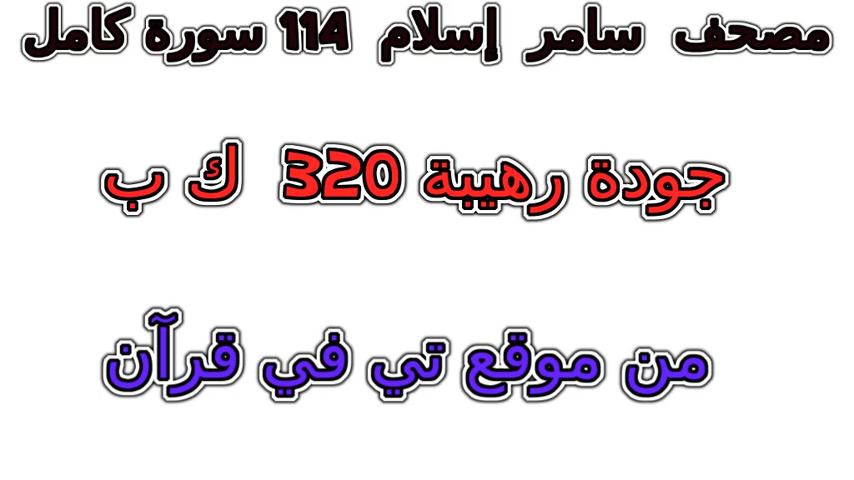 مصحف سامر إسلام 114 سورة كامل
جودة رهيبة 320 ك ب
من موقع تي في قرآن